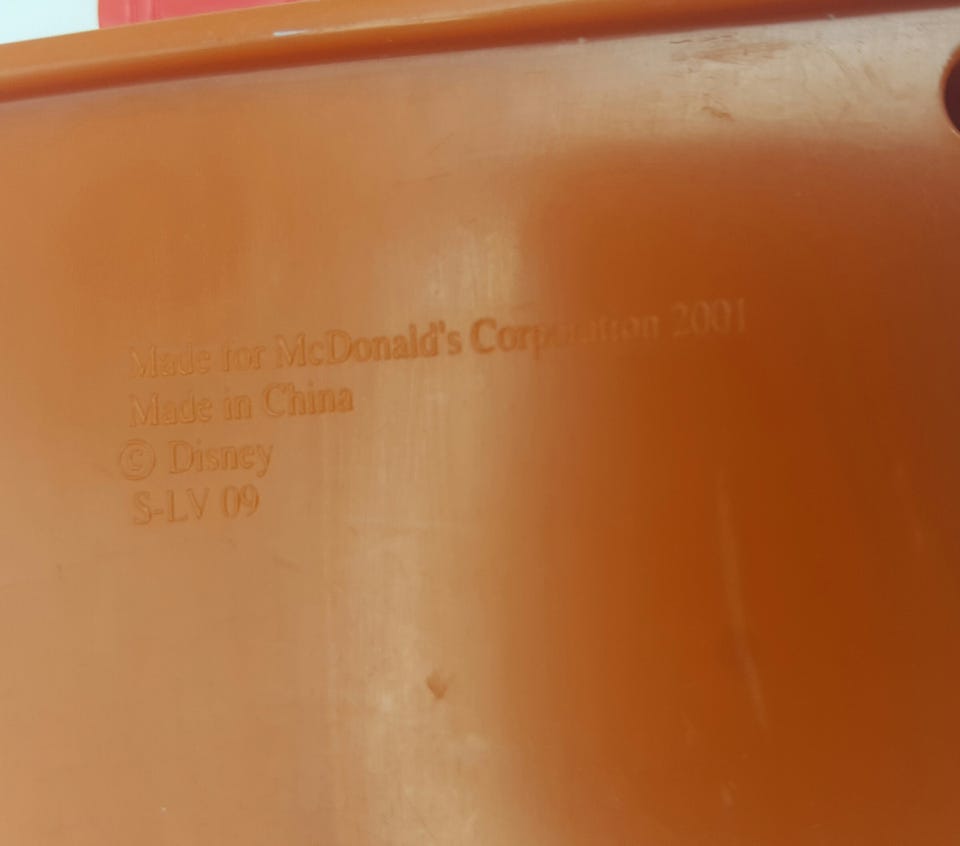 Made for McDonald's Corporation 2001
Made in China
© Disney
S-LV 09